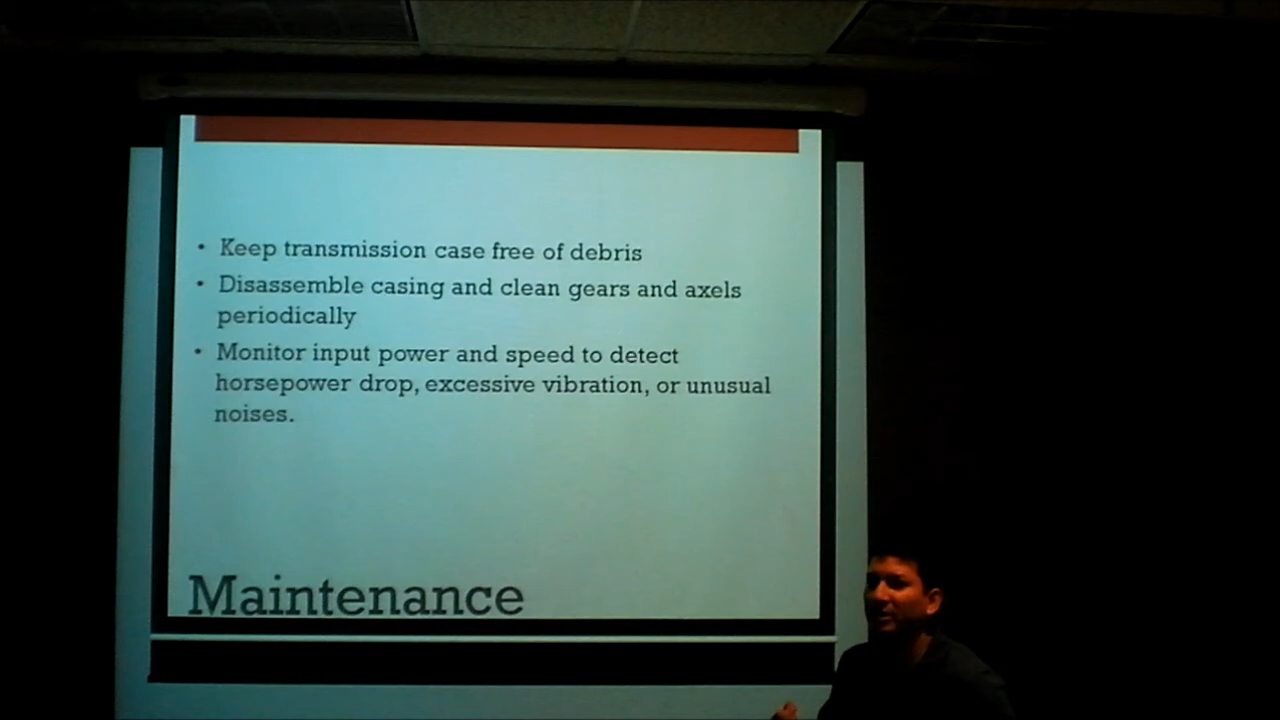 • Keep transmission case free of debris
• Disassemble casing and clean gears and axels
periodically
• Monitor input power and speed to detect
horsepower drop, excessive vibration, or unusual
noises.
Maintenance